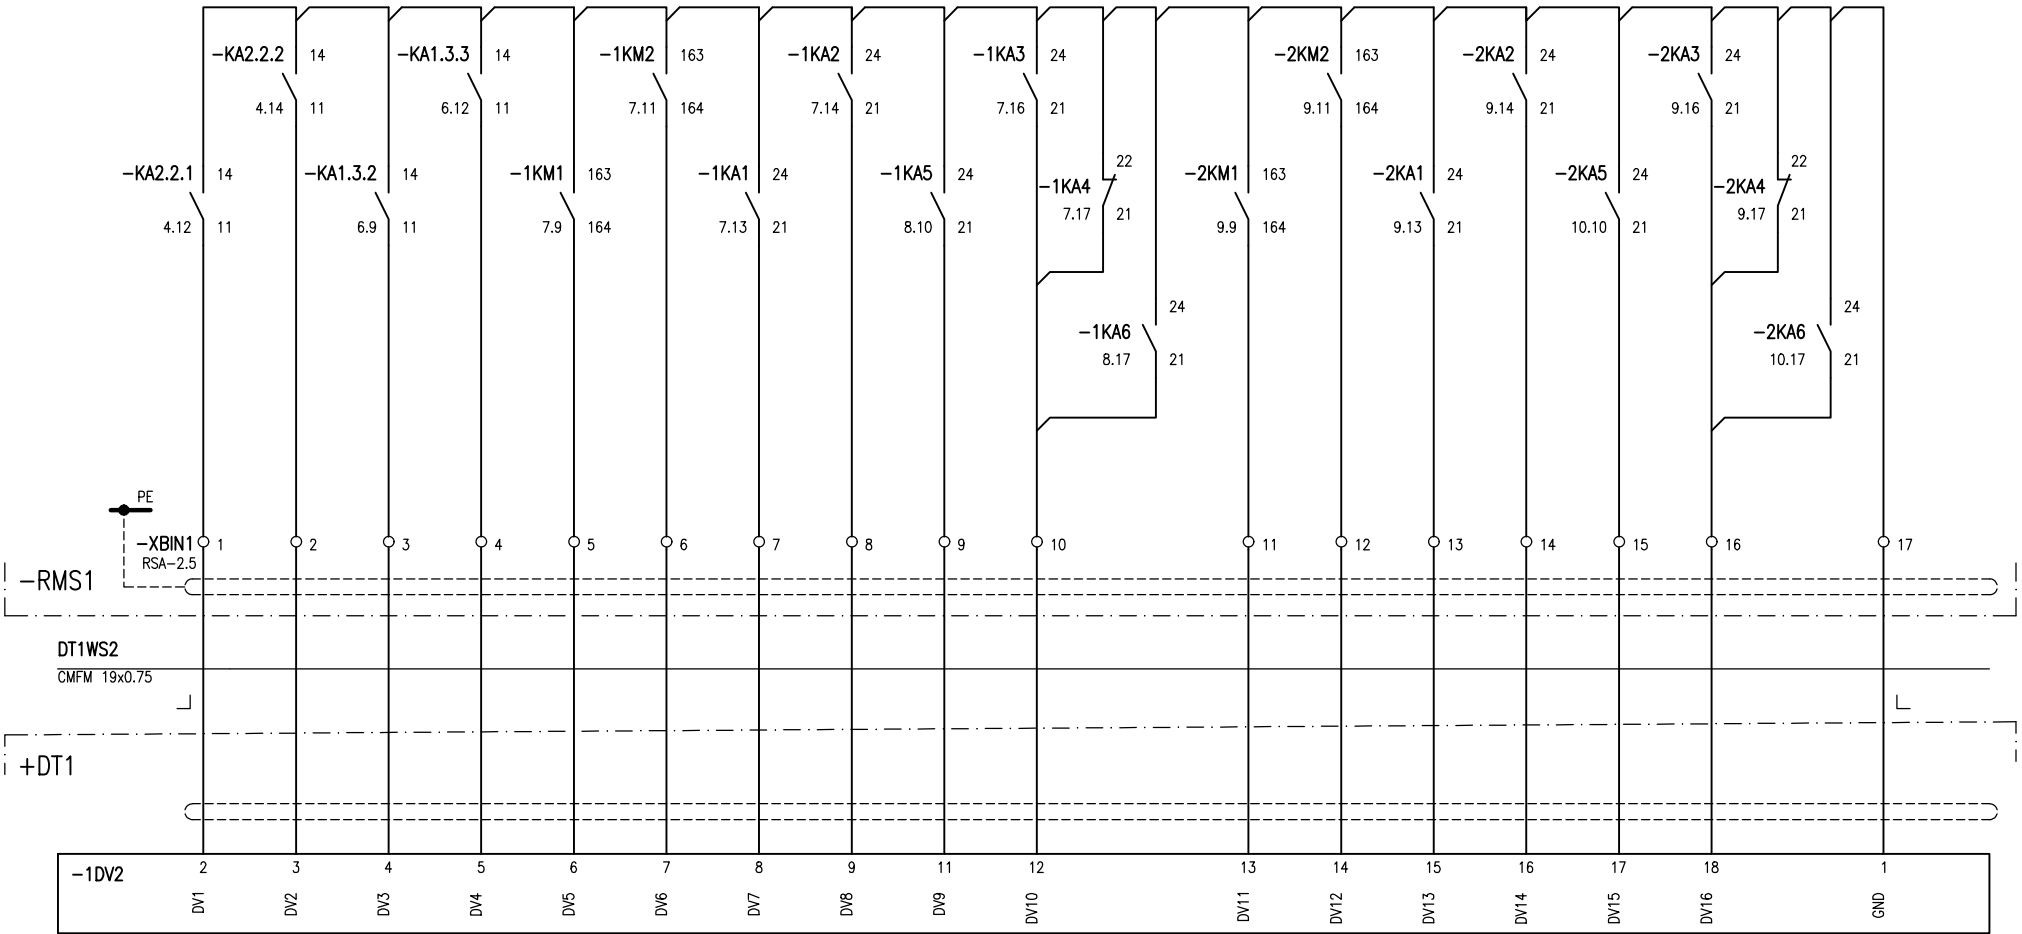 -KA2.2.2 14 -KA1.3.3 14 -1KM2 163 -1KA2 24 -1KA3 24 -2KM2 163 -2KA2 24 -2KA3 24
4.14 11 6.12 11 7.11 164 7.14 21 7.16 21 9.11 164 9.14 21 9.16 21
22 22
-KA2.2.1 14 -KA1.3.2 14 -1KM1 163 -1KA1 24 -1KA5 24 -1KA4 -2KM1 163 -2KA1 24 -2KA5 24 -2KA4
7.17 21 9.17 21
4.12 11 6.9 11 7.9 164 7.13 21 8.10 21 9.9 164 9.13 21 10.10 21
24 24
-1KA6 -2KA6
8.17 21 10.17 21
PE
-XBIN1 1 2 3 4 5 6 7 8 9 10 11 12 13 14 15 16 17
RSA-2.5
-RMS1
DT1WS2
CMFM 19x0.75
+DT1
-1DV2 2 3 4 5 6 7 8 9 11 12 13 14 15 16 17 18 1
DV1 DV2 DV3 DV4 DV5 DV6 DV7 DV8 DV9 DV10 DV11 DV12 DV13 DV14 DV15 DV16 GND